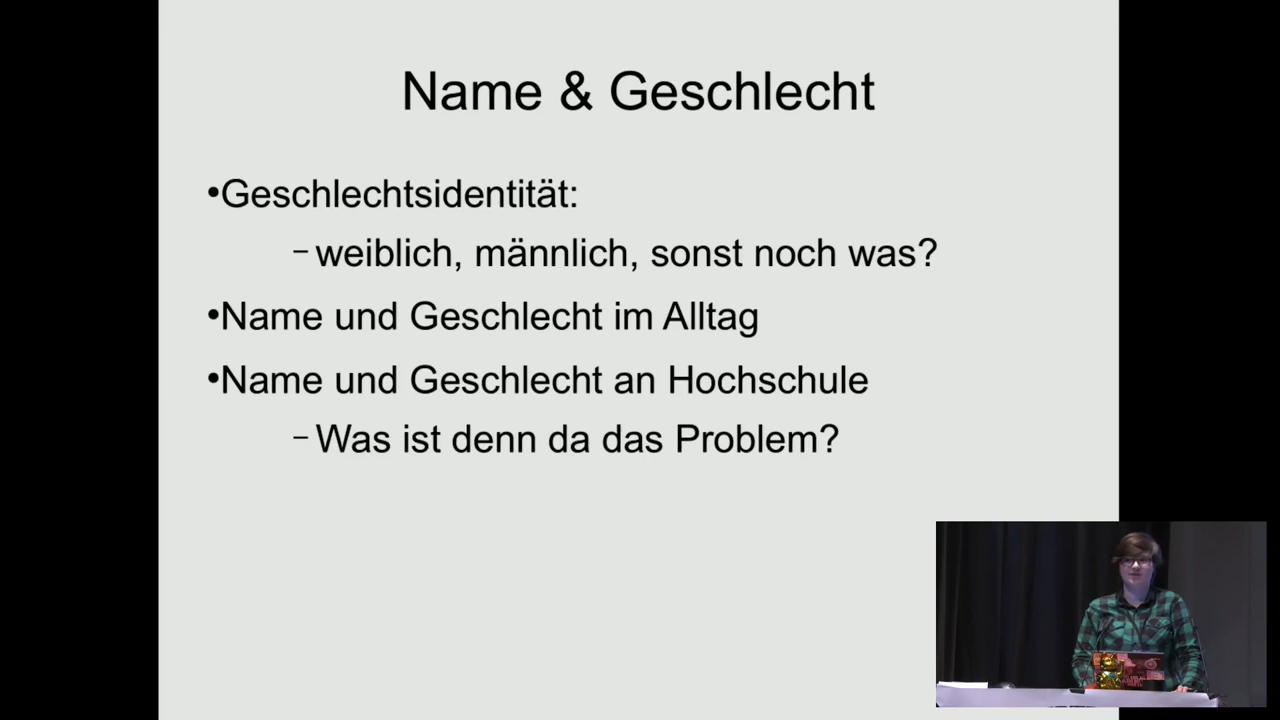 Name & Geschlecht
•Geschlechtsidentität:
–weiblich, männlich, sonst noch was?
•Name und Geschlecht im Alltag
•Name und Geschlecht an Hochschule
–Was ist denn da das Problem?